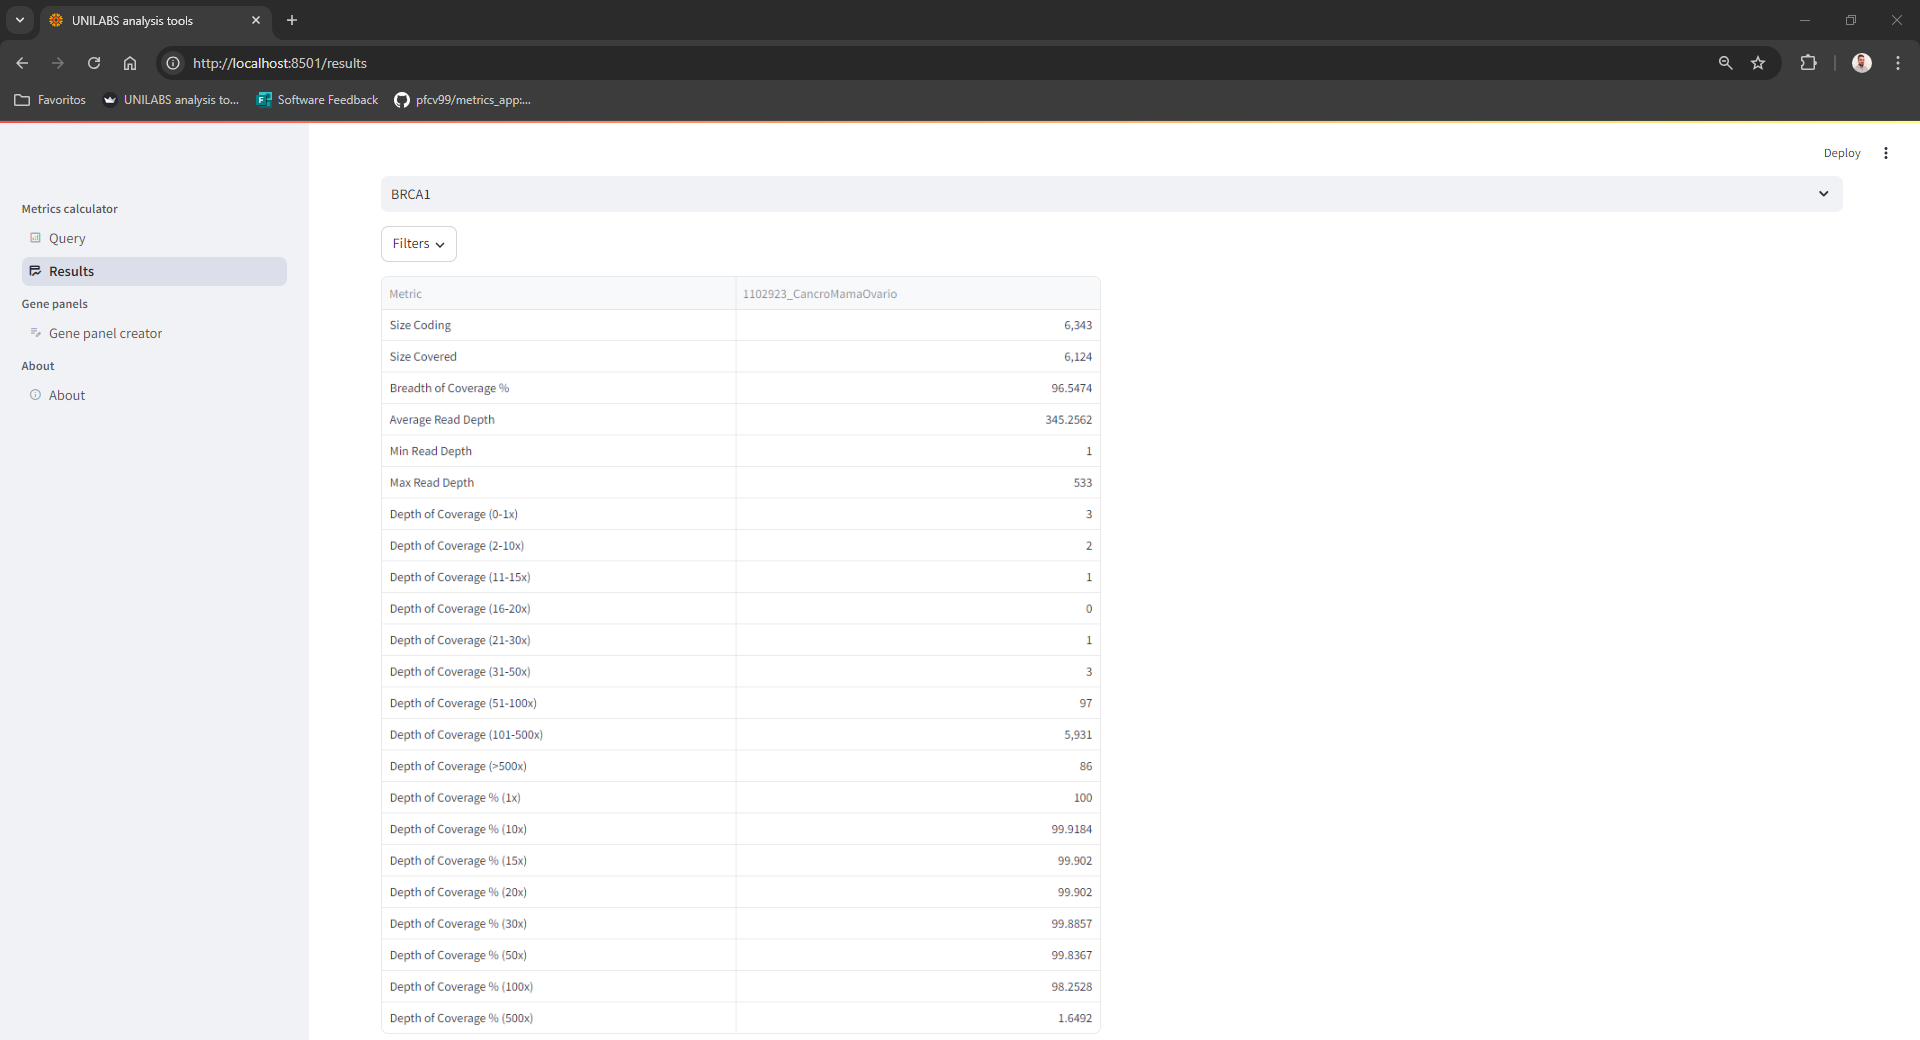 UNILABS analysis tools
http://localhost:8501/results
Favoritos
UNILABS analysis to...
Software Feedback
pfcv99/metrics_app:...
Deploy
Metrics calculator
Query
Results
Gene panels
Gene panel creator
About
About
BRCA1
Filters
Metric 1102923_CancroMamaOvario
Size Coding 6,343
Size Covered 6,124
Breadth of Coverage % 96.5474
Average Read Depth 345.2562
Min Read Depth 1
Max Read Depth 533
Depth of Coverage (0-1x) 3
Depth of Coverage (2-10x) 2
Depth of Coverage (11-15x) 1
Depth of Coverage (16-20x) 0
Depth of Coverage (21-30x) 1
Depth of Coverage (31-50x) 3
Depth of Coverage (51-100x) 97
Depth of Coverage (101-500x) 5,931
Depth of Coverage (>500x) 86
Depth of Coverage % (1x) 100
Depth of Coverage % (10x) 99.9184
Depth of Coverage % (15x) 99.902
Depth of Coverage % (20x) 99.902
Depth of Coverage % (30x) 99.8857
Depth of Coverage % (50x) 99.8367
Depth of Coverage % (100x) 98.2528
Depth of Coverage % (500x) 1.6492